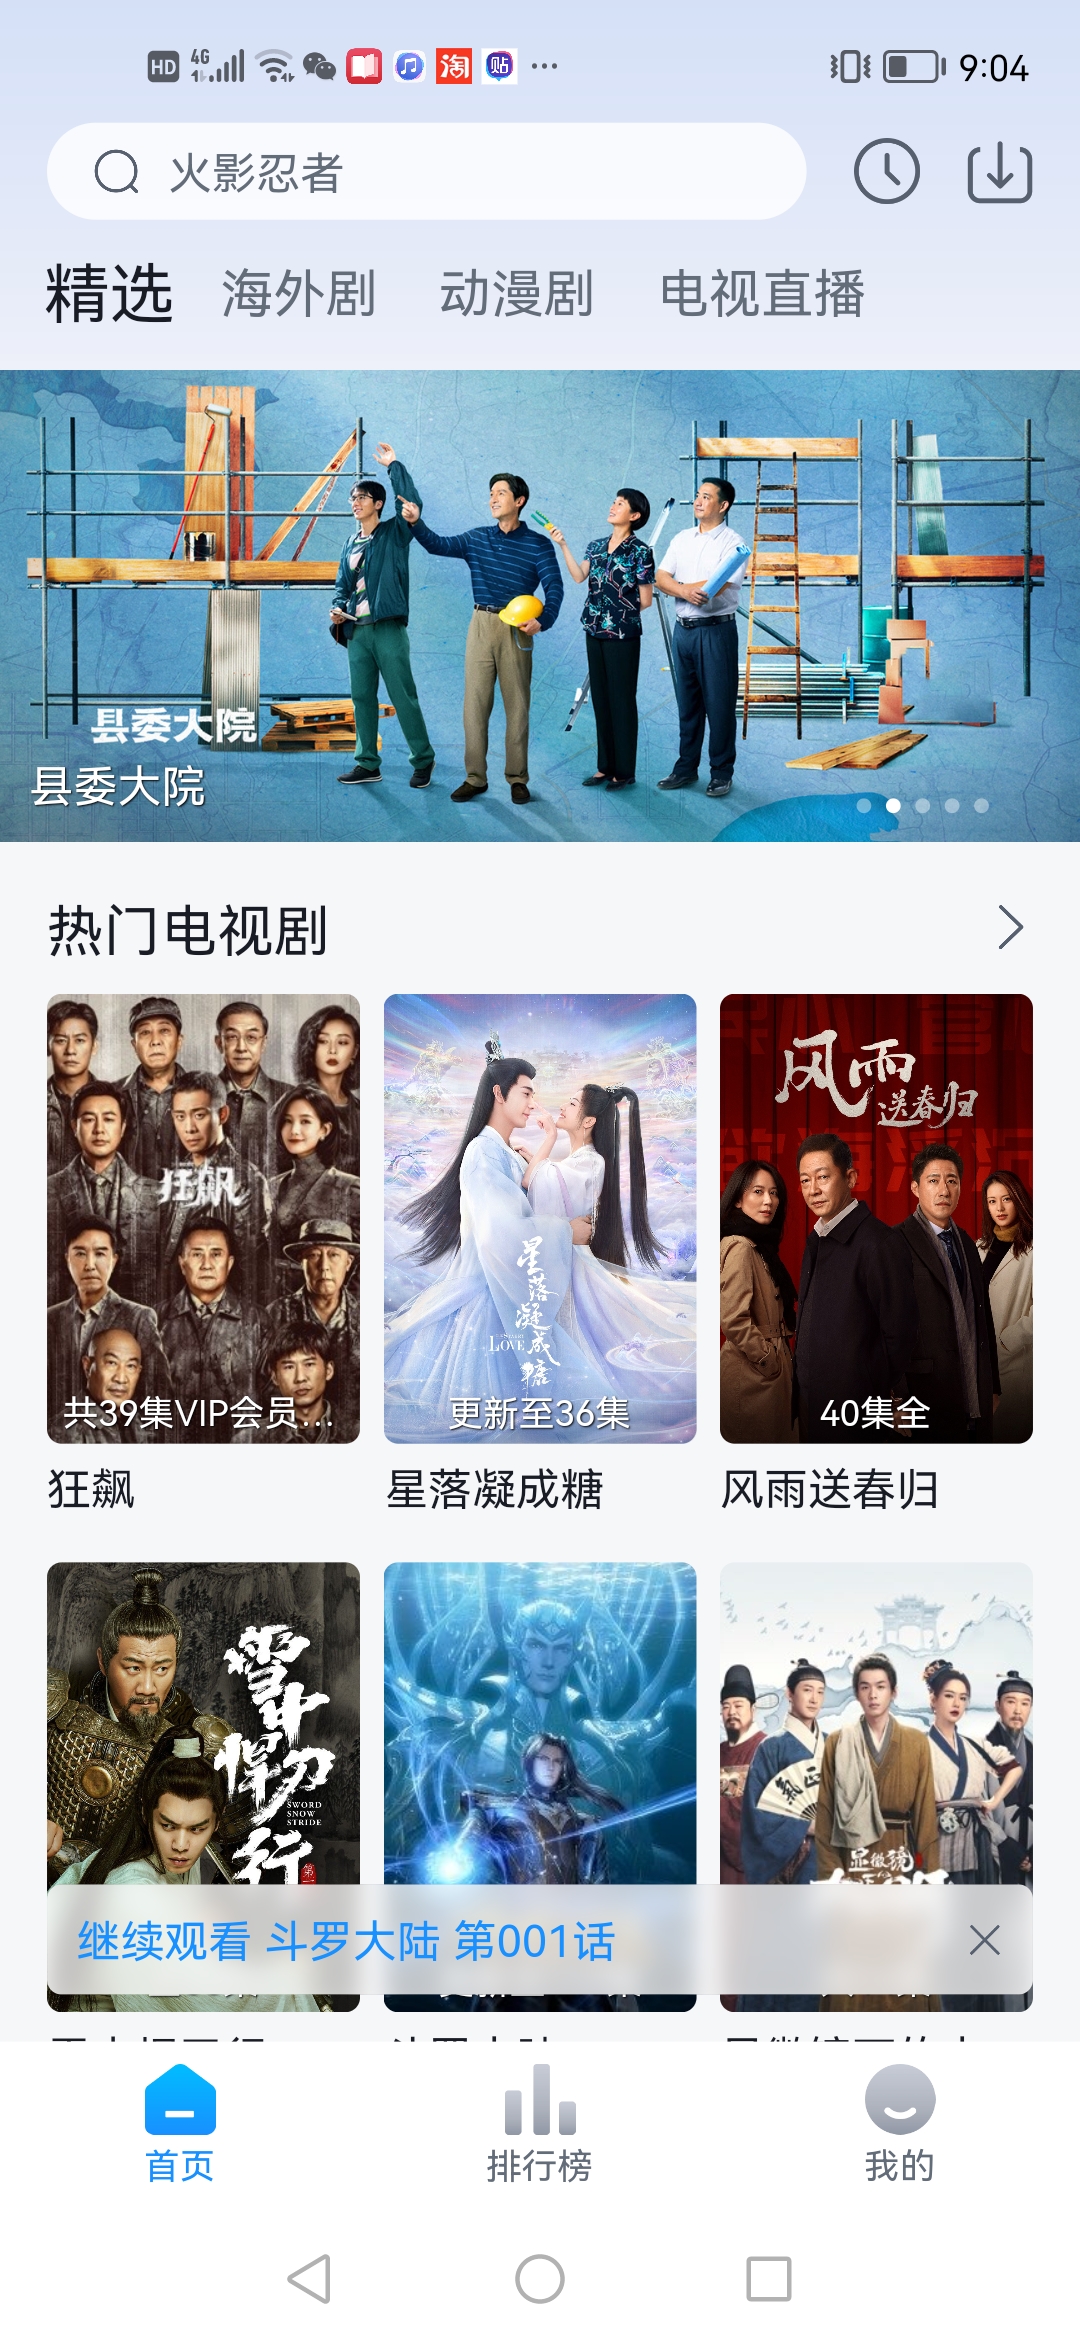 HD 4G 淘 贴 ... 9:04
火影忍者
精选 海外剧 动漫剧 电视直播
县委大院
县委大院
热门电视剧
狂飙
星落凝成糖
LOVE
风雨送春归
共39集VIP会员...
更新至36集
40集全
狂飙 星落凝成糖 风雨送春归
雪中悍刀行
SWORD
SNOW
STRIDE
显微镜
继续观看 斗罗大陆 第001话
首页 排行榜 我的